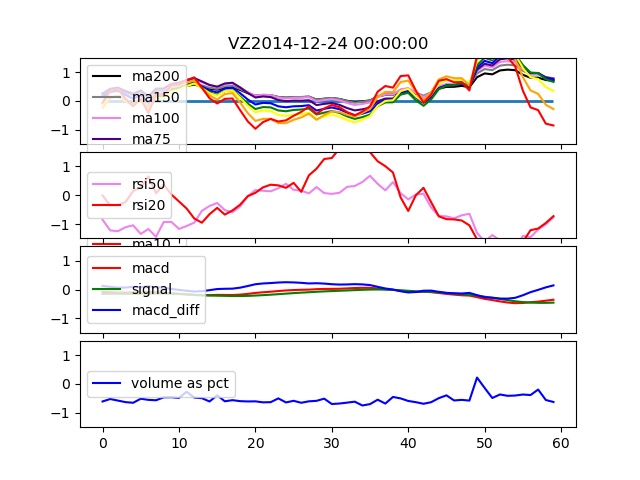 VZ2014-12-24 00:00:00
1
0
−1
ma200
ma150
ma100
ma75
1
0
−1
rsi50
rsi20
ma10
1
0
−1
macd
signal
macd_diff
1
0
−1
volume as pct
0 10 20 30 40 50 60